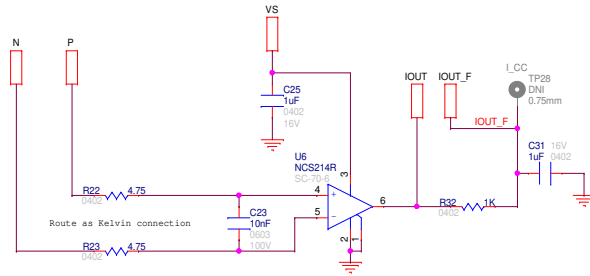 VS
N
P
IOUT
IOUT_F
I_CC
TP28
DNI
0.75mm
C25
1uF
0402
16V
IOUT_F
C31
16V
1uF
0402
U6
NCS214R
SC-70-6
3
R22
4.75
0402
4
6
R32
1K
0402
C23
10nF
0603
100V
5
Route as Kelvin connection
2
1
R23
4.75
0402
+
−